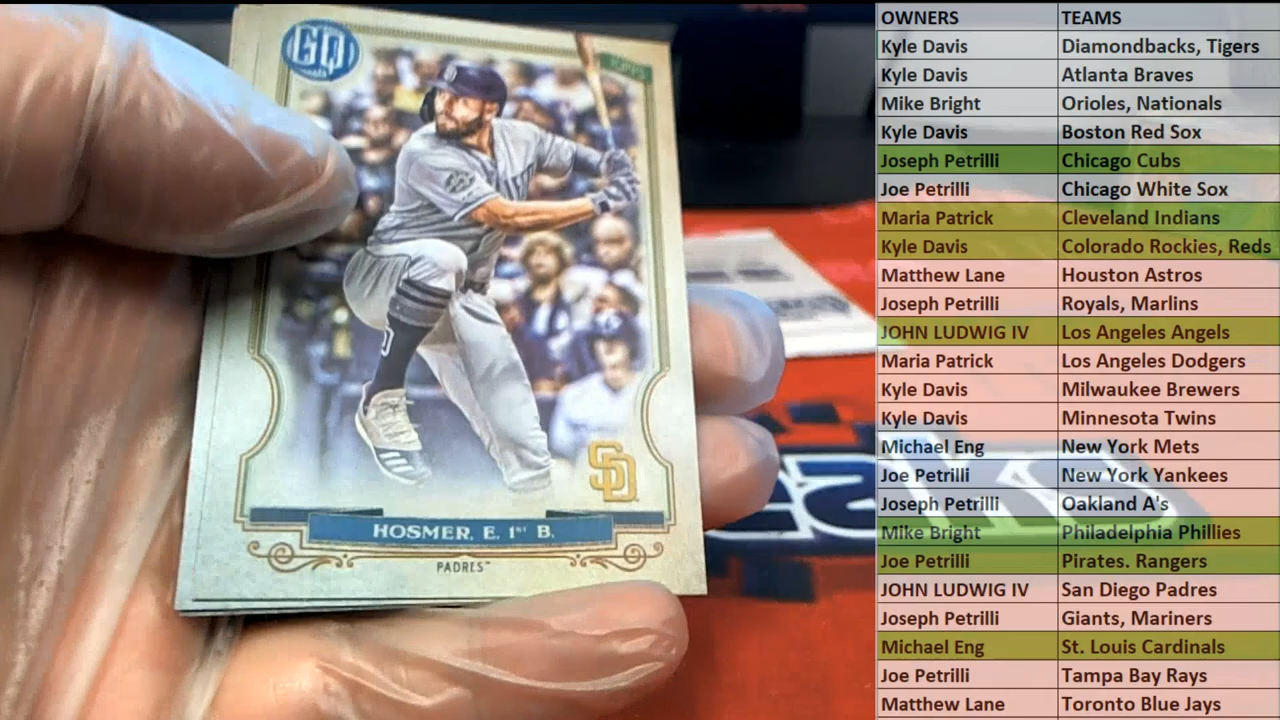 GQ
TOPPS
SD
HOSMER, E. 1ST B.
PADRES™
OWNERS TEAMS
Kyle Davis Diamondbacks, Tigers
Kyle Davis Atlanta Braves
Mike Bright Orioles, Nationals
Kyle Davis Boston Red Sox
Joseph Petrilli Chicago Cubs
Joe Petrilli Chicago White Sox
Maria Patrick Cleveland Indians
Kyle Davis Colorado Rockies, Reds
Matthew Lane Houston Astros
Joseph Petrilli Royals, Marlins
JOHN LUDWIG IV Los Angeles Angels
Maria Patrick Los Angeles Dodgers
Kyle Davis Milwaukee Brewers
Kyle Davis Minnesota Twins
Michael Eng New York Mets
Joe Petrilli New York Yankees
Joseph Petrilli Oakland A's
Mike Bright Philadelphia Phillies
Joe Petrilli Pirates. Rangers
JOHN LUDWIG IV San Diego Padres
Joseph Petrilli Giants, Mariners
Michael Eng St. Louis Cardinals
Joe Petrilli Tampa Bay Rays
Matthew Lane Toronto Blue Jays